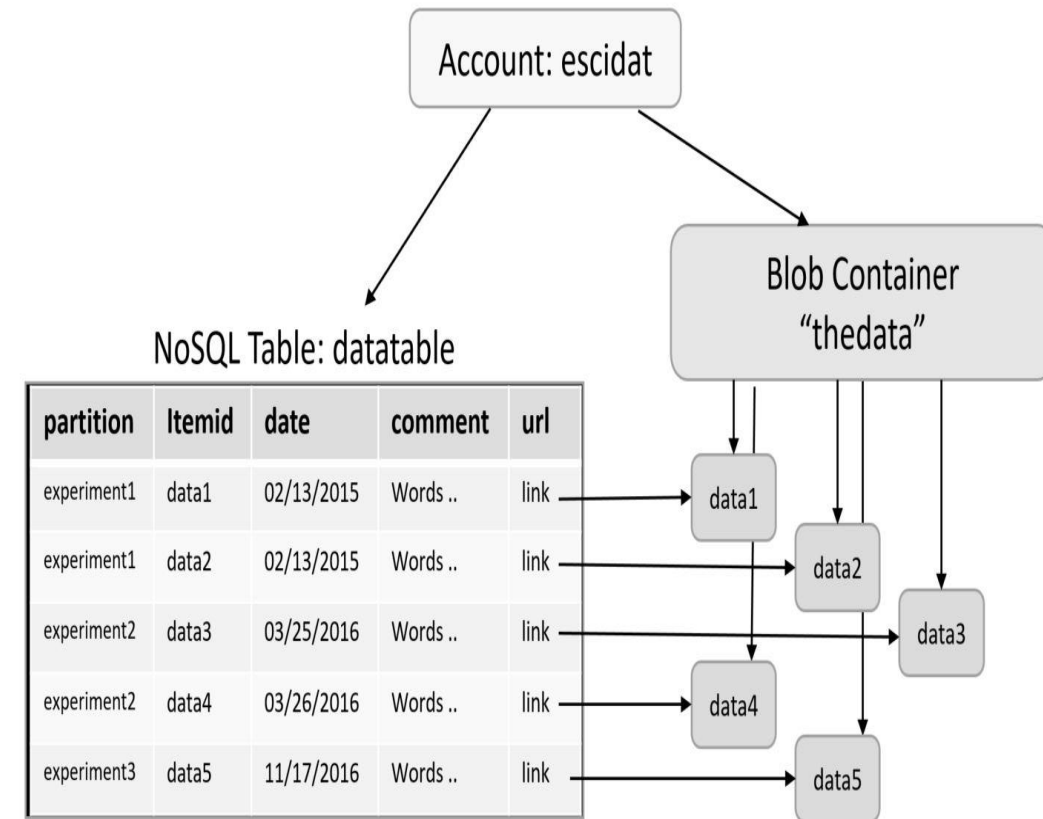 Account: escidat
Blob Container
“thedata”
NoSQL Table: datatable
partition Itemid date comment url
experiment1 data1 02/13/2015 Words .. link
data1
experiment1 data2 02/13/2015 Words .. link
data2
experiment2 data3 03/25/2016 Words .. link
data3
experiment2 data4 03/26/2016 Words .. link
data4
experiment3 data5 11/17/2016 Words .. link
data5